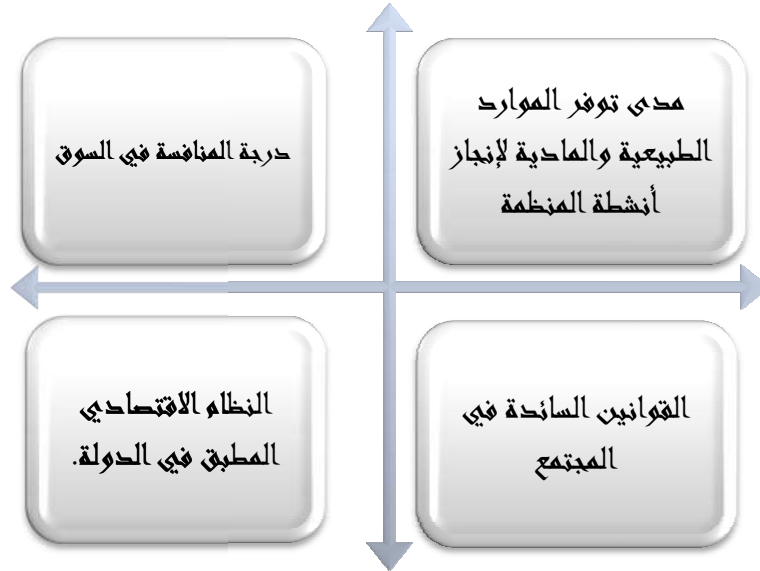 مدى توفر الموارد
الطبيعية والمادية لإنجاز
أنشطة المنظمة
درجة المنافسة في السوق
القوانين السائدة في
المجتمع
النظام الاقتصادي
المطبق في الدولة.